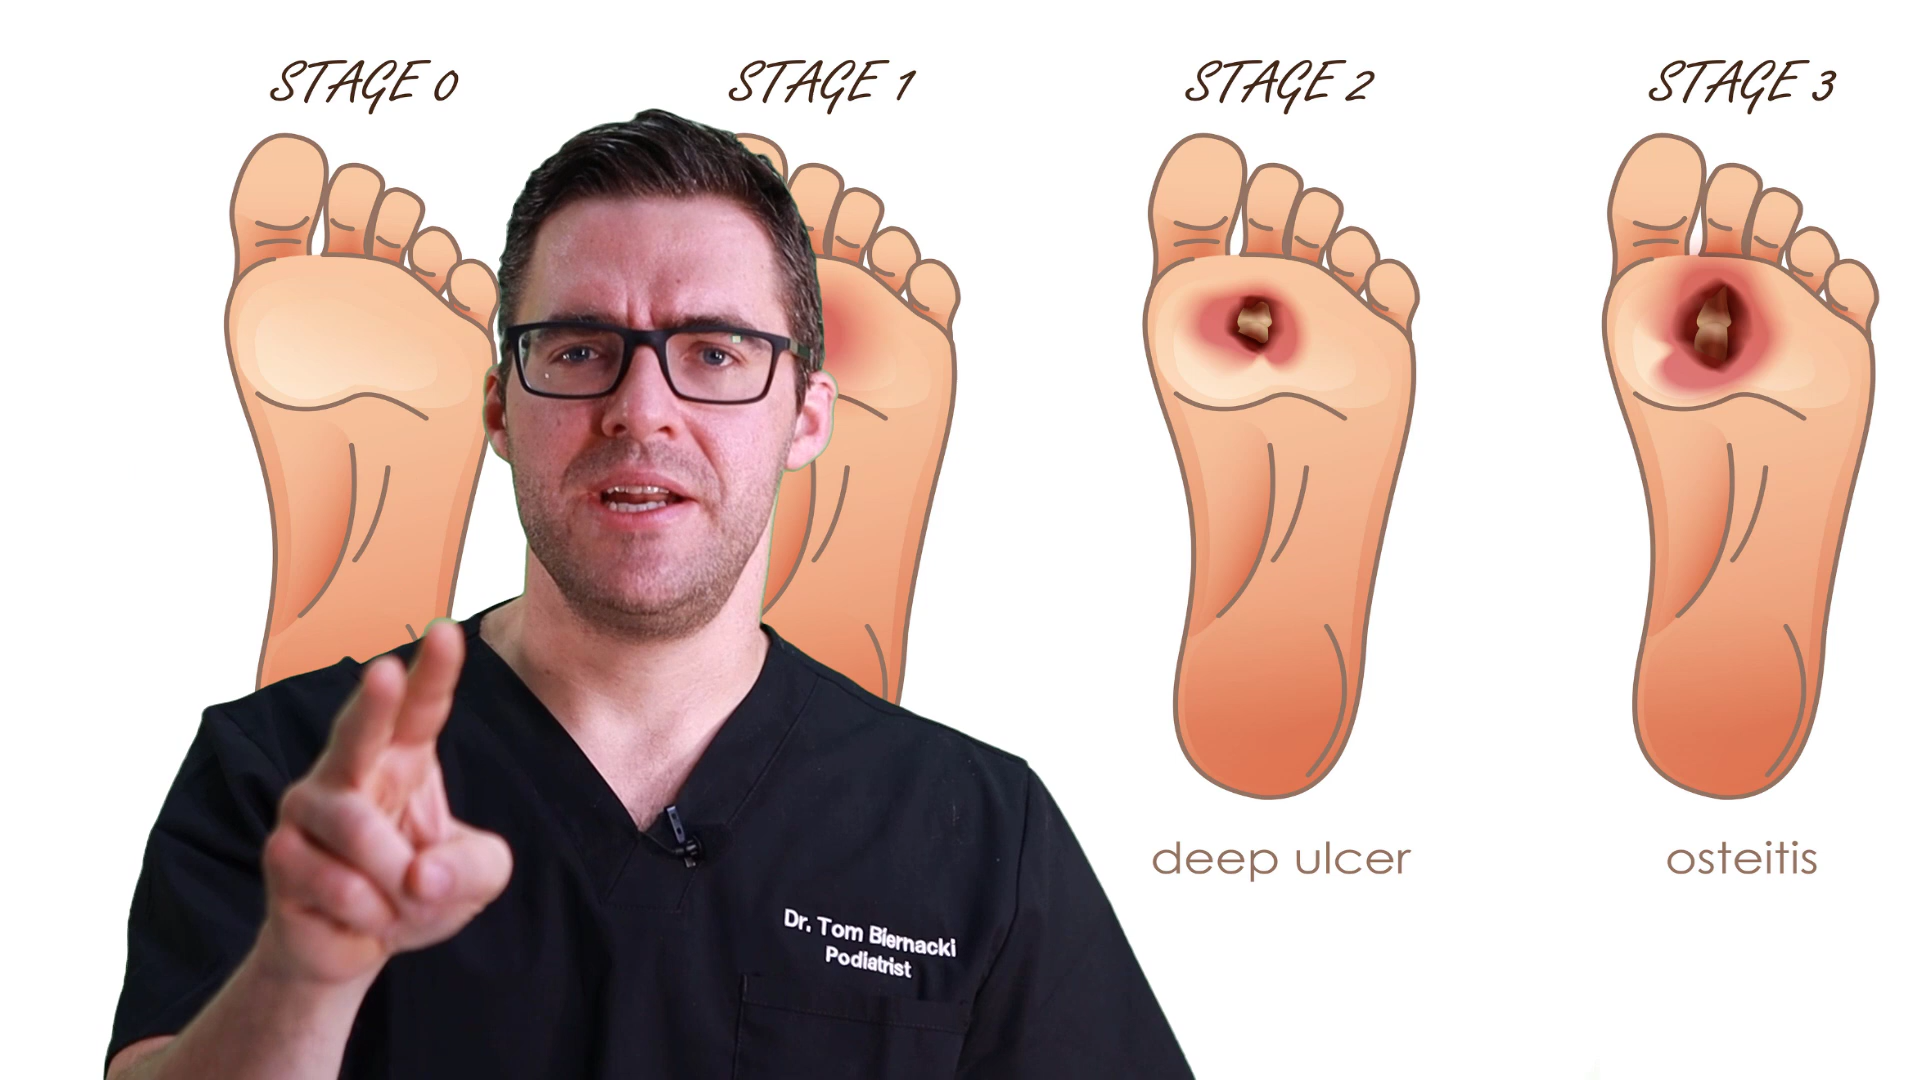 STAGE 0
STAGE 1
STAGE 2
STAGE 3
deep ulcer
osteitis
Dr. Tom Biernacki
Podiatrist